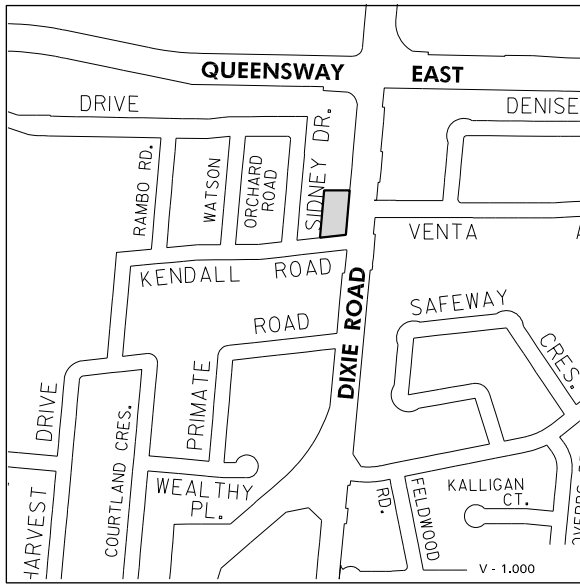 QUEENSWAY EAST
DRIVE
DENISE
SIDNEY DR.
RAMBO RD.
WATSON
ORCHARD
ROAD
VENTA
KENDALL ROAD
DIXIE ROAD
SAFEWAY
CRES.
ROAD
PRIMATE
DRIVE
COURTLAND CRES.
HARVEST
WEALTHY
PL.
RD.
FELDWOOD
KALLIGAN
CT.
V - 1.000